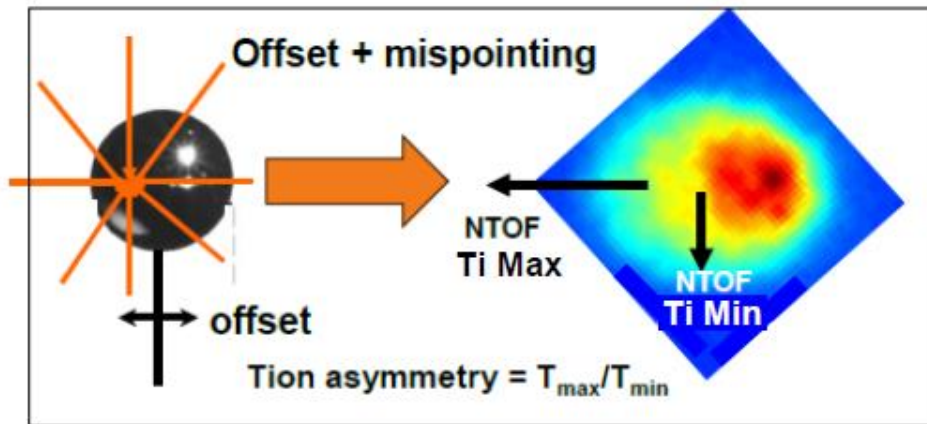 Offset + mispointing
NTOF
Ti Max
NTOF
Ti Min
offset
Tion asymmetry = Tmax/Tmin